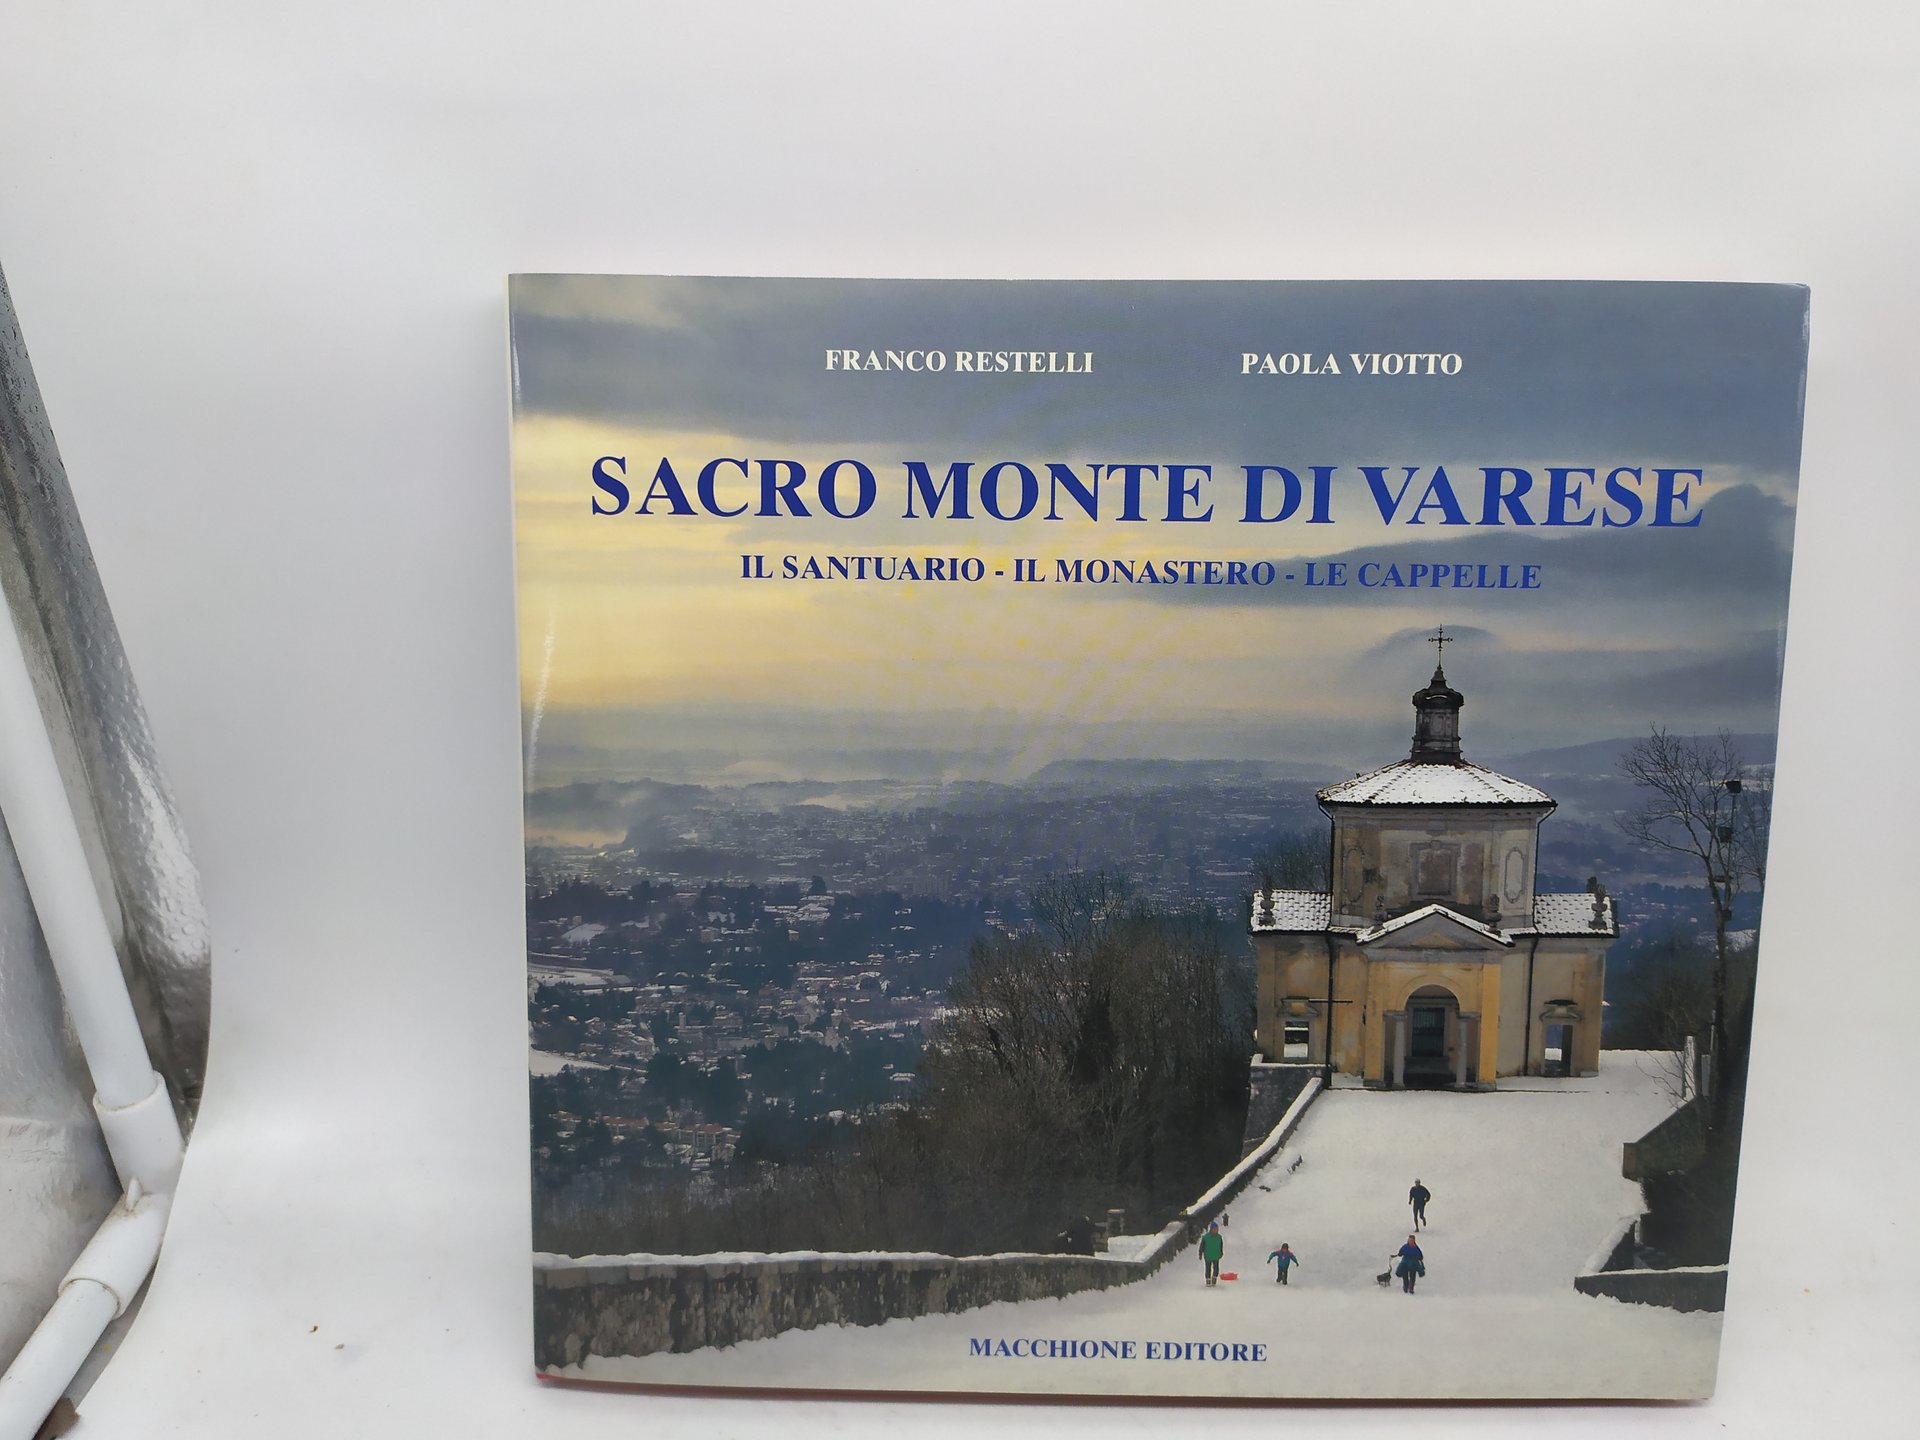 FRANCO RESTELLI PAOLA VIOTTO
SACRO MONTE DI VARESE
IL SANTUARIO - IL MONASTERO - LE CAPPELLE
MACCHIONE EDITORE